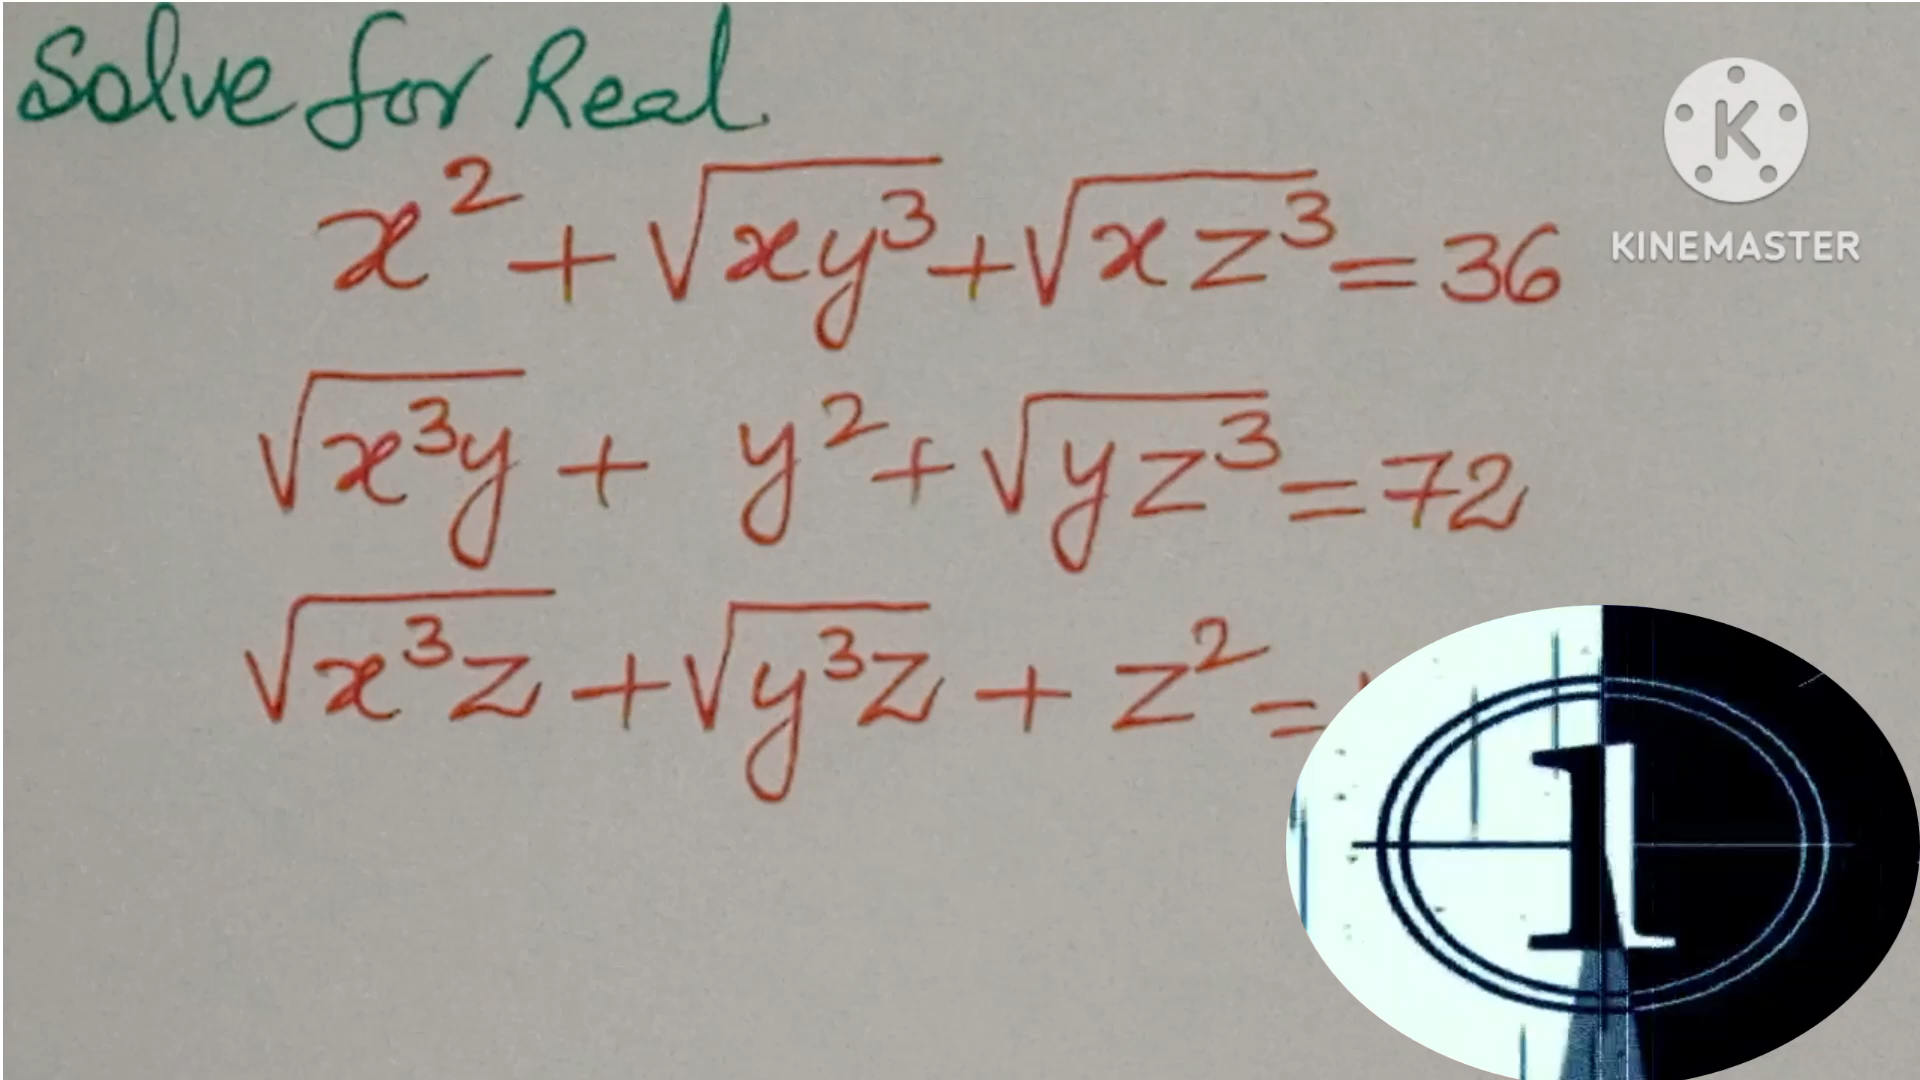 Solve for Real
x² + √xy³ + √xz³ = 36
K
KINEMASTER
√x³y + y² + √yz³ = 72
√x³z + √y³z + z² =
1